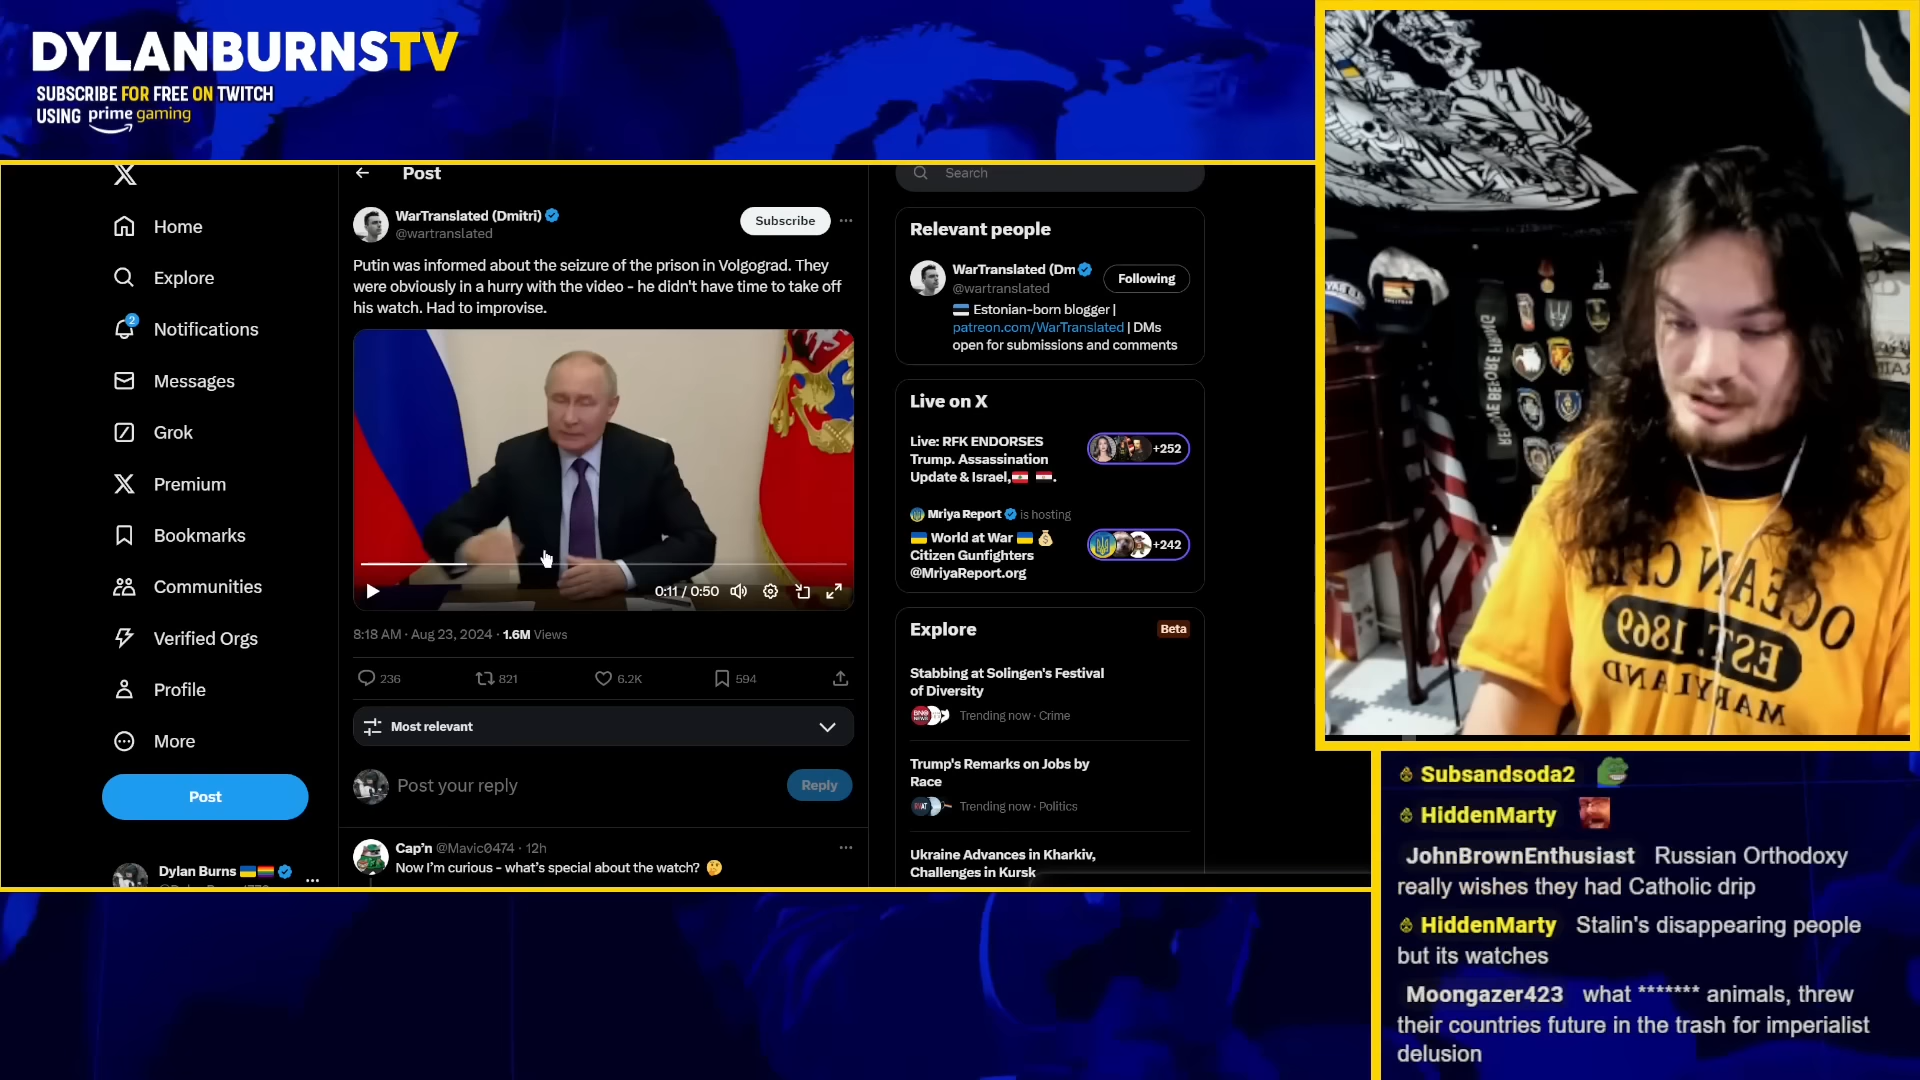 DYLANBURNSTV
SUBSCRIBE FOR FREE ON TWITCH
USING prime gaming
Home
Explore
Notifications
2
Messages
Grok
Premium
Bookmarks
Communities
Verified Orgs
Profile
More
Post
Dylan Burns
Post
WarTranslated (Dmitri)
@wartranslated
Subscribe
Putin was informed about the seizure of the prison in Volgograd. They
were obviously in a hurry with the video - he didn't have time to take off
his watch. Had to improvise.
0:11 / 0:50
8:18 AM · Aug 23, 2024 · 1.6M Views
236
821
6.2K
594
Most relevant
Post your reply
Reply
Cap'n @Mavic0474 · 12h
Now I'm curious - what's special about the watch?
Search
Relevant people
WarTranslated (Dm
@wartranslated
Following
Estonian-born blogger |
patreon.com/WarTranslated | DMs
open for submissions and comments
Live on X
Live: RFK ENDORSES
Trump. Assassination
Update & Israel,
.
+252
Mriya Report is hosting
World at War
Citizen Gunfighters
@MriyaReport.org
+242
Explore
Beta
Stabbing at Solingen's Festival
of Diversity
Trending now · Crime
Trump's Remarks on Jobs by
Race
Trending now · Politics
Ukraine Advances in Kharkiv,
Challenges in Kursk
OCEAN CITY
EST. 1869
MARYLAND
Subsandsoda2
HiddenMarty
JohnBrownEnthusiast Russian Orthodoxy
really wishes they had Catholic drip
HiddenMarty Stalin's disappearing people
but its watches
Moongazer423 what ******* animals, threw
their countries future in the trash for imperialist
delusion